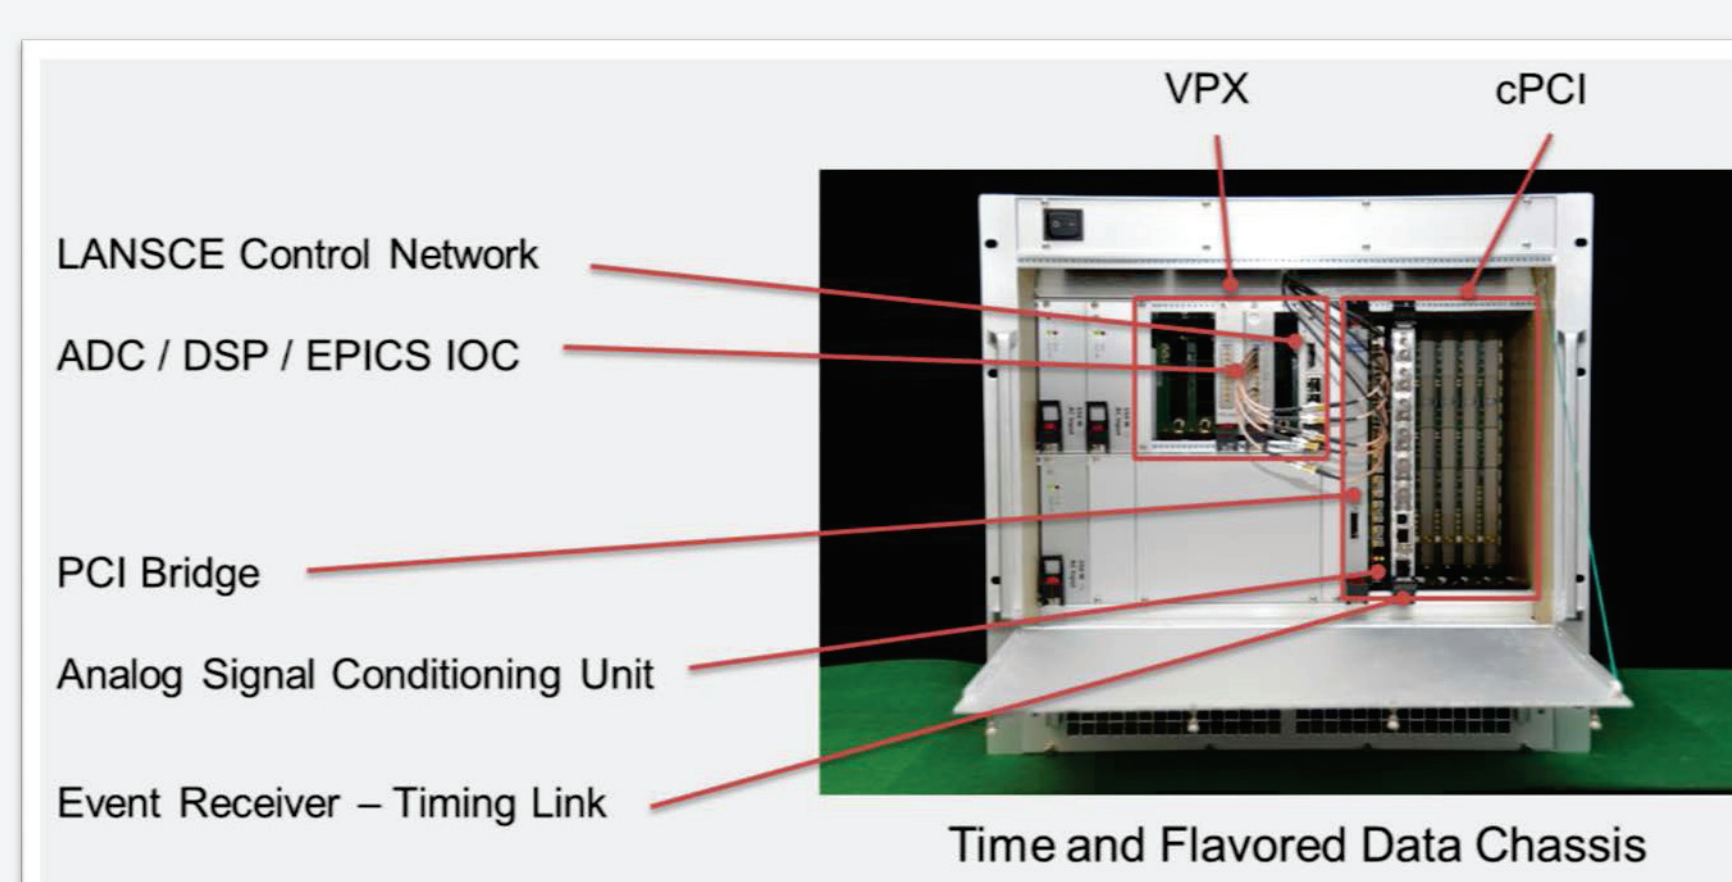 VPX
cPCI
LANSCE Control Network
ADC / DSP / EPICS IOC
PCI Bridge
Analog Signal Conditioning Unit
Event Receiver – Timing Link
Time and Flavored Data Chassis